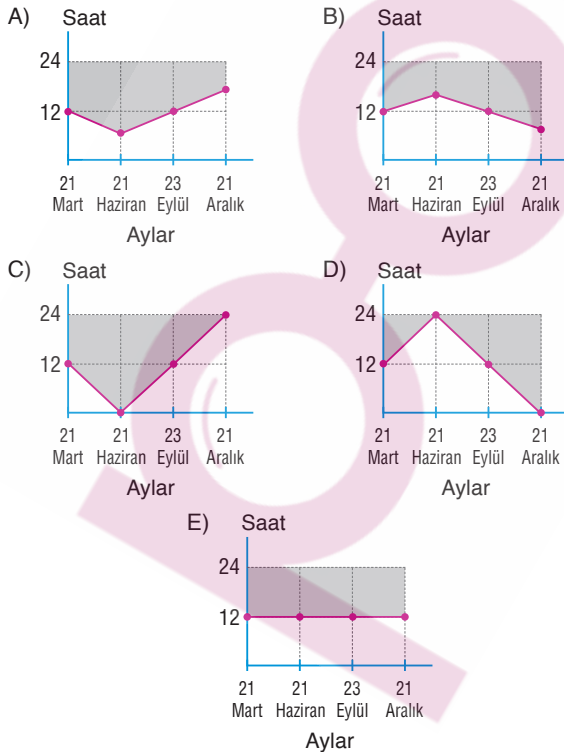 A) Saat
24
12
21 21 23 21
Mart Haziran Eylül Aralık
Aylar
B) Saat
24
12
21 21 23 21
Mart Haziran Eylül Aralık
Aylar
C) Saat
24
12
21 21 23 21
Mart Haziran Eylül Aralık
Aylar
D) Saat
24
12
21 21 23 21
Mart Haziran Eylül Aralık
Aylar
E) Saat
24
12
21 21 23 21
Mart Haziran Eylül Aralık
Aylar